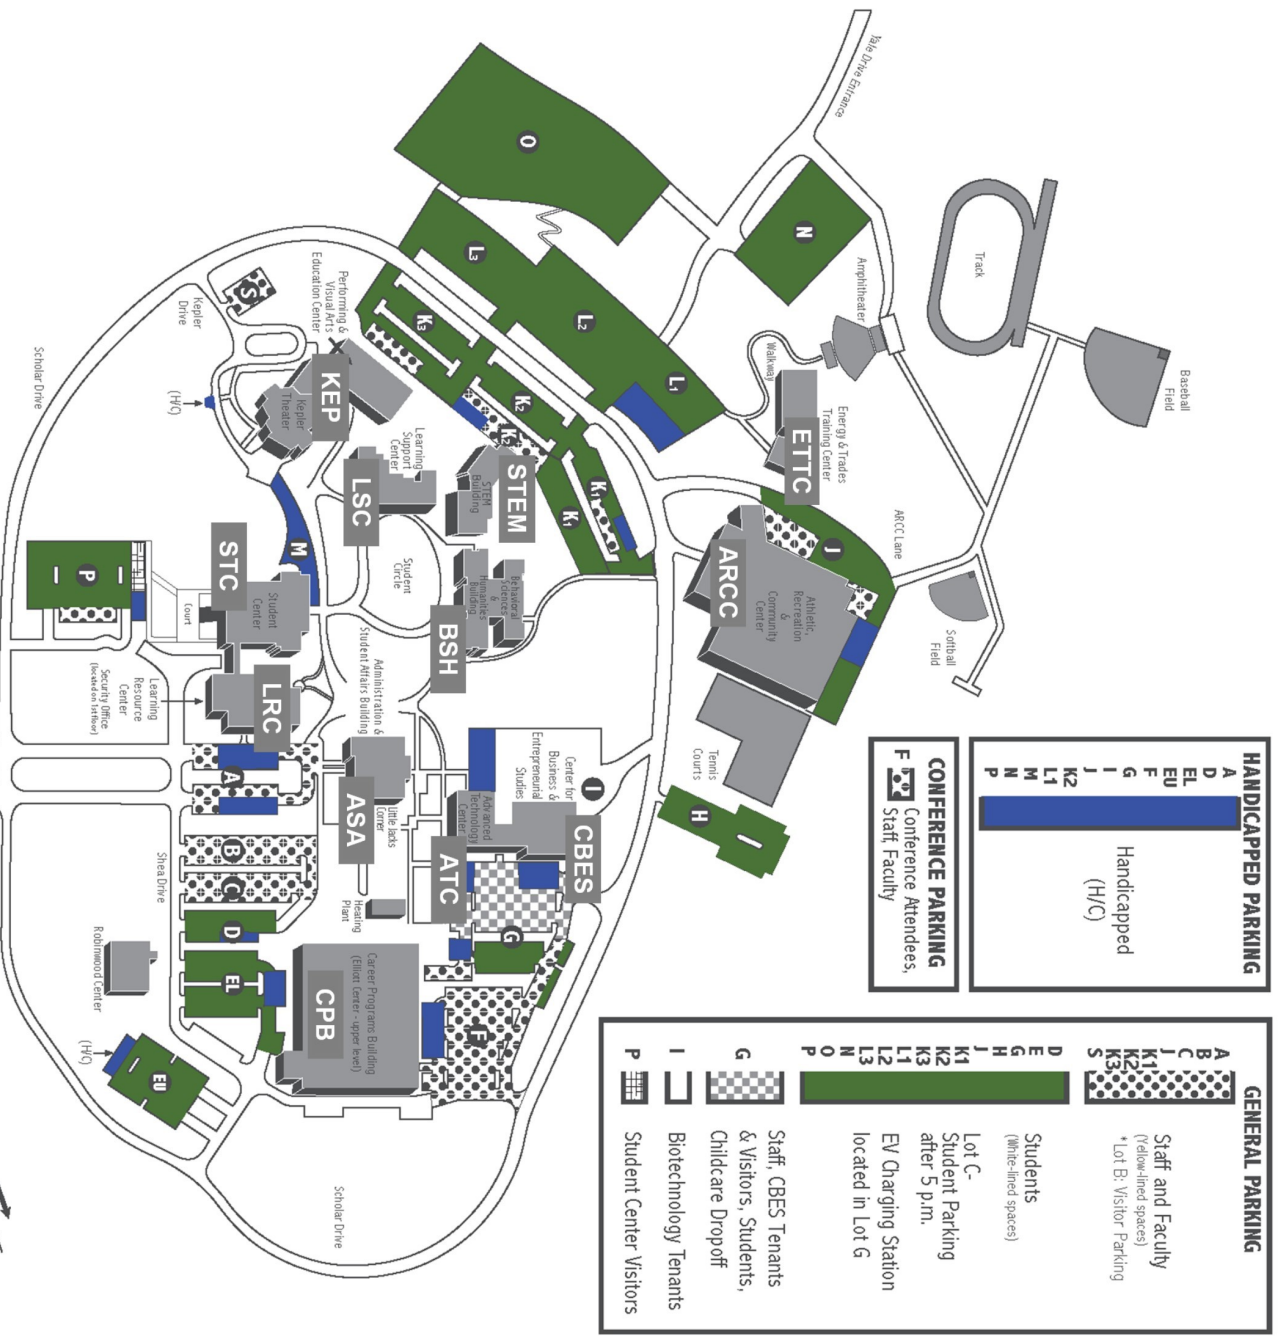 Yale Drive Entrance
Track
Baseball
Field
Amphitheater
Walkway
Energy & Trades
Training Center
ETTC
ARCC Lane
Softball
Field
O
N
L3
L2
L1
K3
K2
K2
K1
K1
J
H
S
Kepler
Drive
Scholar Drive
(H/C)
Performing &
Visual Arts
Education Center
KEP
Kepler
Theater
Learning
Support
Center
LSC
STEM
STEM
Building
Athletic,
Recreation
&
Community
Center
ARCC
Tennis
Courts
M
STC
Student
Center
Court
P
Student
Circle
Behavioral
Sciences
&
Humanities
Building
BSH
Administration &
Student Affairs Building
ASA
Little Jacks
Corner
Learning
Resource
Center
Security Office
(located on 1st floor)
LRC
Center for
Business &
Entrepreneurial
Studies
I
CBES
Advanced
Technology
Center
ATC
Heating
Plant
A
B
C
D
EL
Shea Drive
Robinwood Center
(H/C)
EU
Career Programs Building
(Elliott Center - upper level)
CPB
G
F
Scholar Drive
HANDICAPPED PARKING
A
D
EL
EU
F
G
I
J
K2
L1
M
N
P
Handicapped
(H/C)
CONFERENCE PARKING
F
Conference Attendees,
Staff, Faculty
GENERAL PARKING
A
B
C
J
K1
K2
K3
S
Staff and Faculty
(Yellow-lined spaces)
*Lot B: Visitor Parking
D
E
G
H
J
K1
K2
K3
L1
L2
L3
N
O
P
Students
(White-lined spaces)
Lot C-
Student Parking
after 5 p.m.
EV Charging Station
located in Lot G
G
Staff, CBES Tenants
& Visitors, Students,
Childcare Dropoff
I
Biotechnology Tenants
P
Student Center Visitors